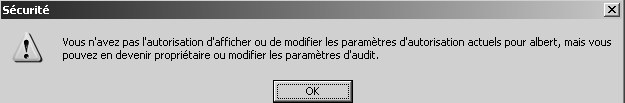 Sécurité
Vous n'avez pas l'autorisation d'afficher ou de modifier les paramètres d'autorisation actuels pour albert, mais vous
pouvez en devenir propriétaire ou modifier les paramètres d'audit.
OK